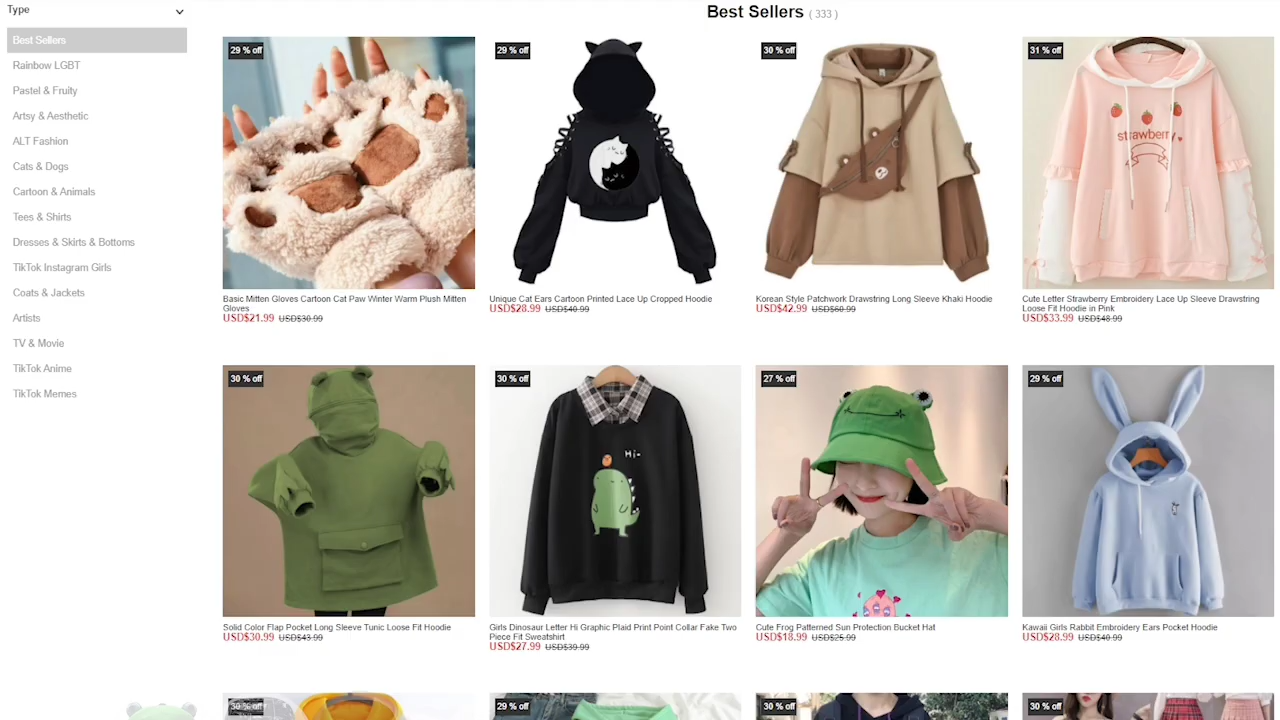 Type
Best Sellers
Rainbow LGBT
Pastel & Fruity
Artsy & Aesthetic
ALT Fashion
Cats & Dogs
Cartoon & Animals
Tees & Shirts
Dresses & Skirts & Bottoms
TikTok Instagram Girls
Coats & Jackets
Artists
TV & Movie
TikTok Anime
TikTok Memes
Best Sellers ( 333 )
29 % off
29 % off
30 % off
31 % off
strawberry
Basic Mitten Gloves Cartoon Cat Paw Winter Warm Plush Mitten
Gloves
USD$21.99 USD$30.99
Unique Cat Ears Cartoon Printed Lace Up Cropped Hoodie
USD$28.99 USD$40.99
Korean Style Patchwork Drawstring Long Sleeve Khaki Hoodie
USD$42.99 USD$60.99
Cute Letter Strawberry Embroidery Lace Up Sleeve Drawstring
Loose Fit Hoodie in Pink
USD$33.99 USD$48.99
30 % off
30 % off
27 % off
29 % off
Hi~
Solid Color Flap Pocket Long Sleeve Tunic Loose Fit Hoodie
USD$30.99 USD$43.99
Girls Dinosaur Letter Hi Graphic Plaid Print Point Collar Fake Two
Piece Fit Sweatshirt
USD$27.99 USD$39.99
Cute Frog Patterned Sun Protection Bucket Hat
USD$18.99 USD$25.99
Kawaii Girls Rabbit Embroidery Ears Pocket Hoodie
USD$28.99 USD$40.99
30 % off
29 % off
30 % off
30 % off